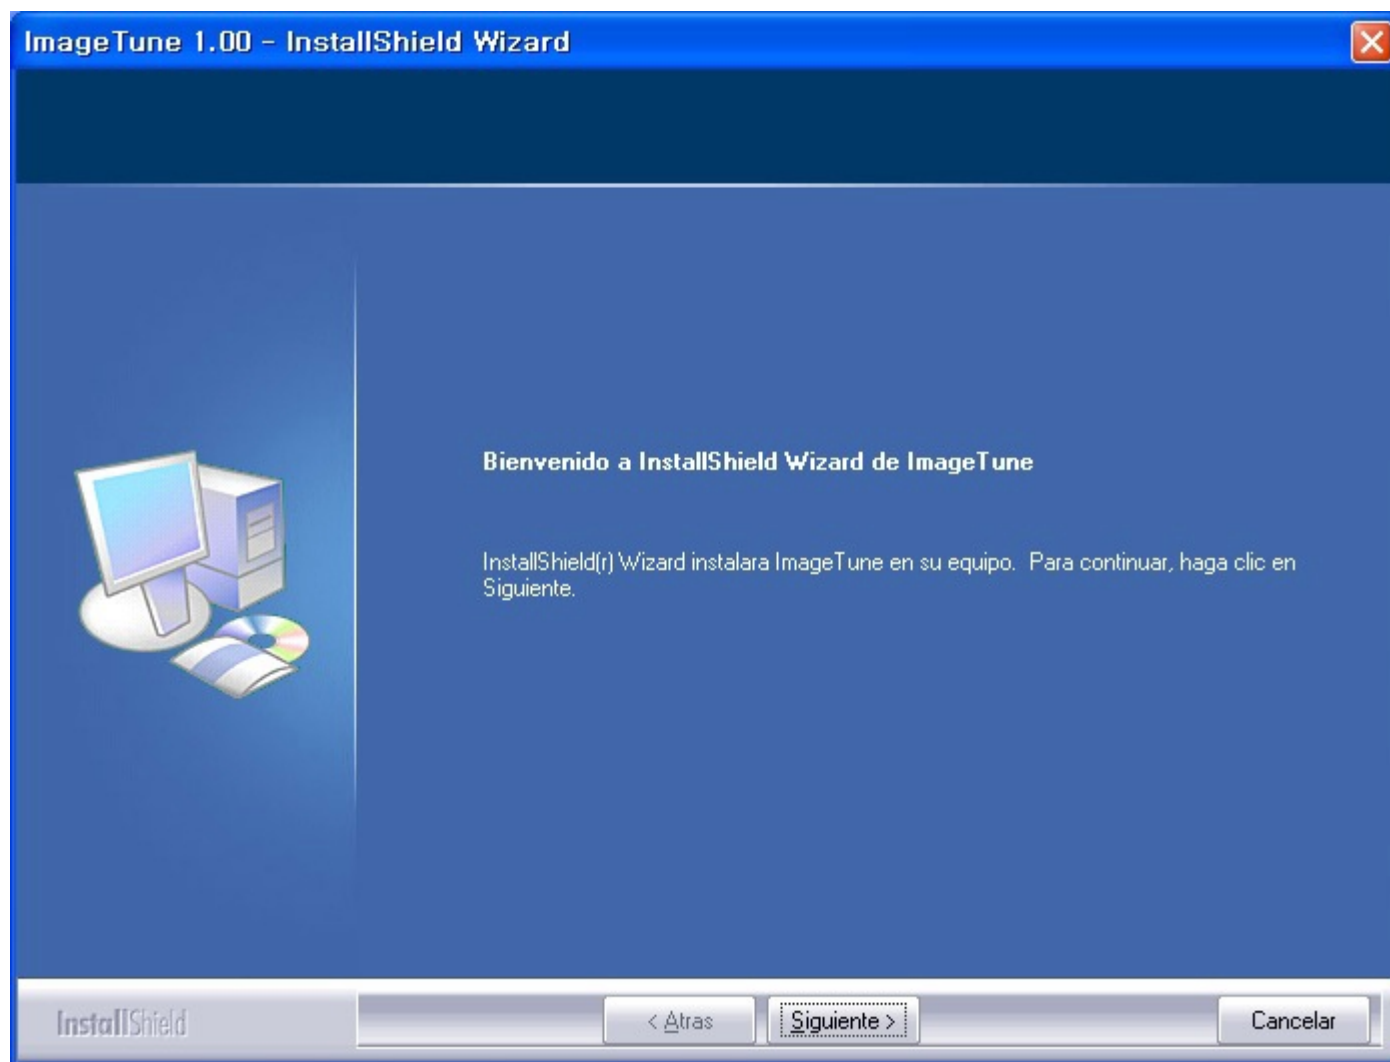 ImageTune 1.00 - InstallShield Wizard
Bienvenido a InstallShield Wizard de ImageTune
InstallShield(r) Wizard instalara ImageTune en su equipo.  Para continuar, haga clic en
Siguiente.
InstallShield
< Atras
Siguiente >
Cancelar